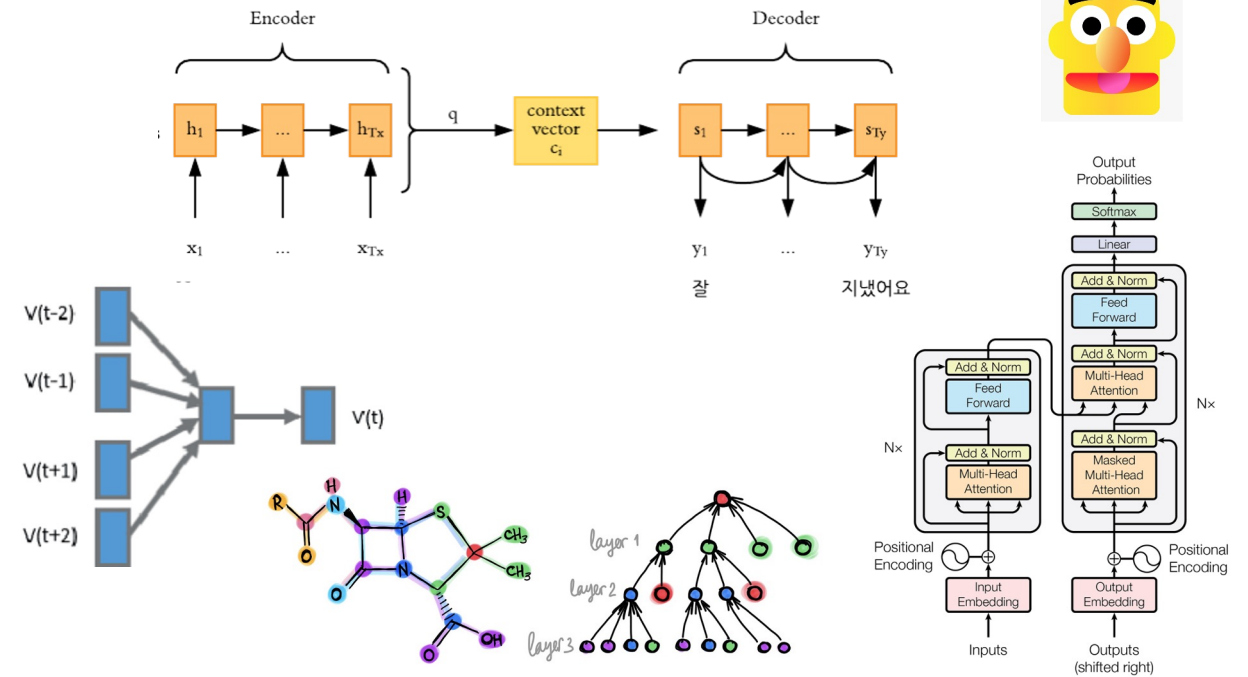 Encoder
Decoder
h1
...
hTx
q
context
vector
ci
s1
...
sTy
x1
...
xTx
y1
...
yTy
잘
지냈어요
V(t-2)
V(t-1)
V(t+1)
V(t+2)
V(t)
R
H
N
O
H
S
CH3
CH3
N
O
O
OH
layer 1
layer 2
layer 3
Output
Probabilities
Softmax
Linear
Add & Norm
Feed
Forward
Add & Norm
Multi-Head
Attention
Add & Norm
Masked
Multi-Head
Attention
Nx
Add & Norm
Feed
Forward
Add & Norm
Multi-Head
Attention
Nx
Positional
Encoding
Positional
Encoding
Input
Embedding
Output
Embedding
Inputs
Outputs
(shifted right)